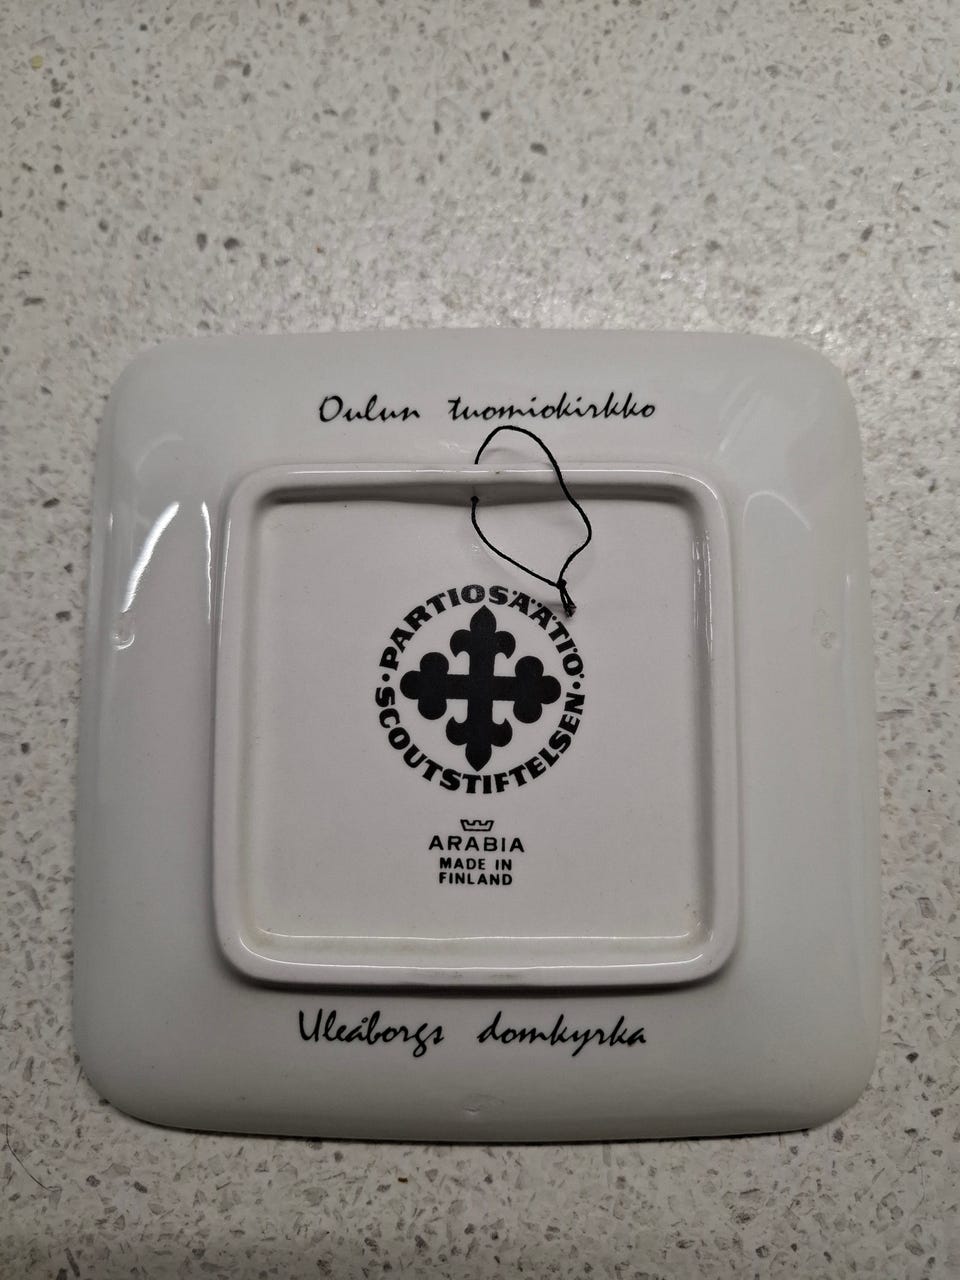 Oulun tuomiokirkko
PARTIOSÄÄTIÖ · SCOUTSTIFTELSEN ·
ARABIA
MADE IN
FINLAND
Uleåborgs domkyrka